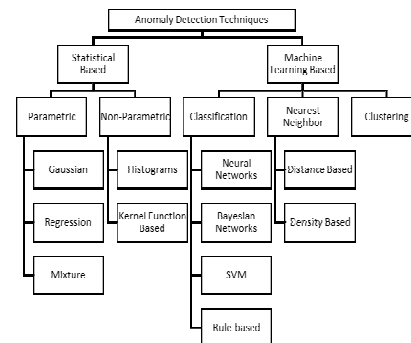 Anomaly Detection Techniques
Statistical
Based
Machine
Learning Based
Parametric
Non-Parametric
Classification
Nearest
Neighbor
Clustering
Gaussian
Histograms
Neural
Networks
Distance Based
Regression
Kernel Function
Based
Bayesian
Networks
Density Based
Mixture
SVM
Rule based